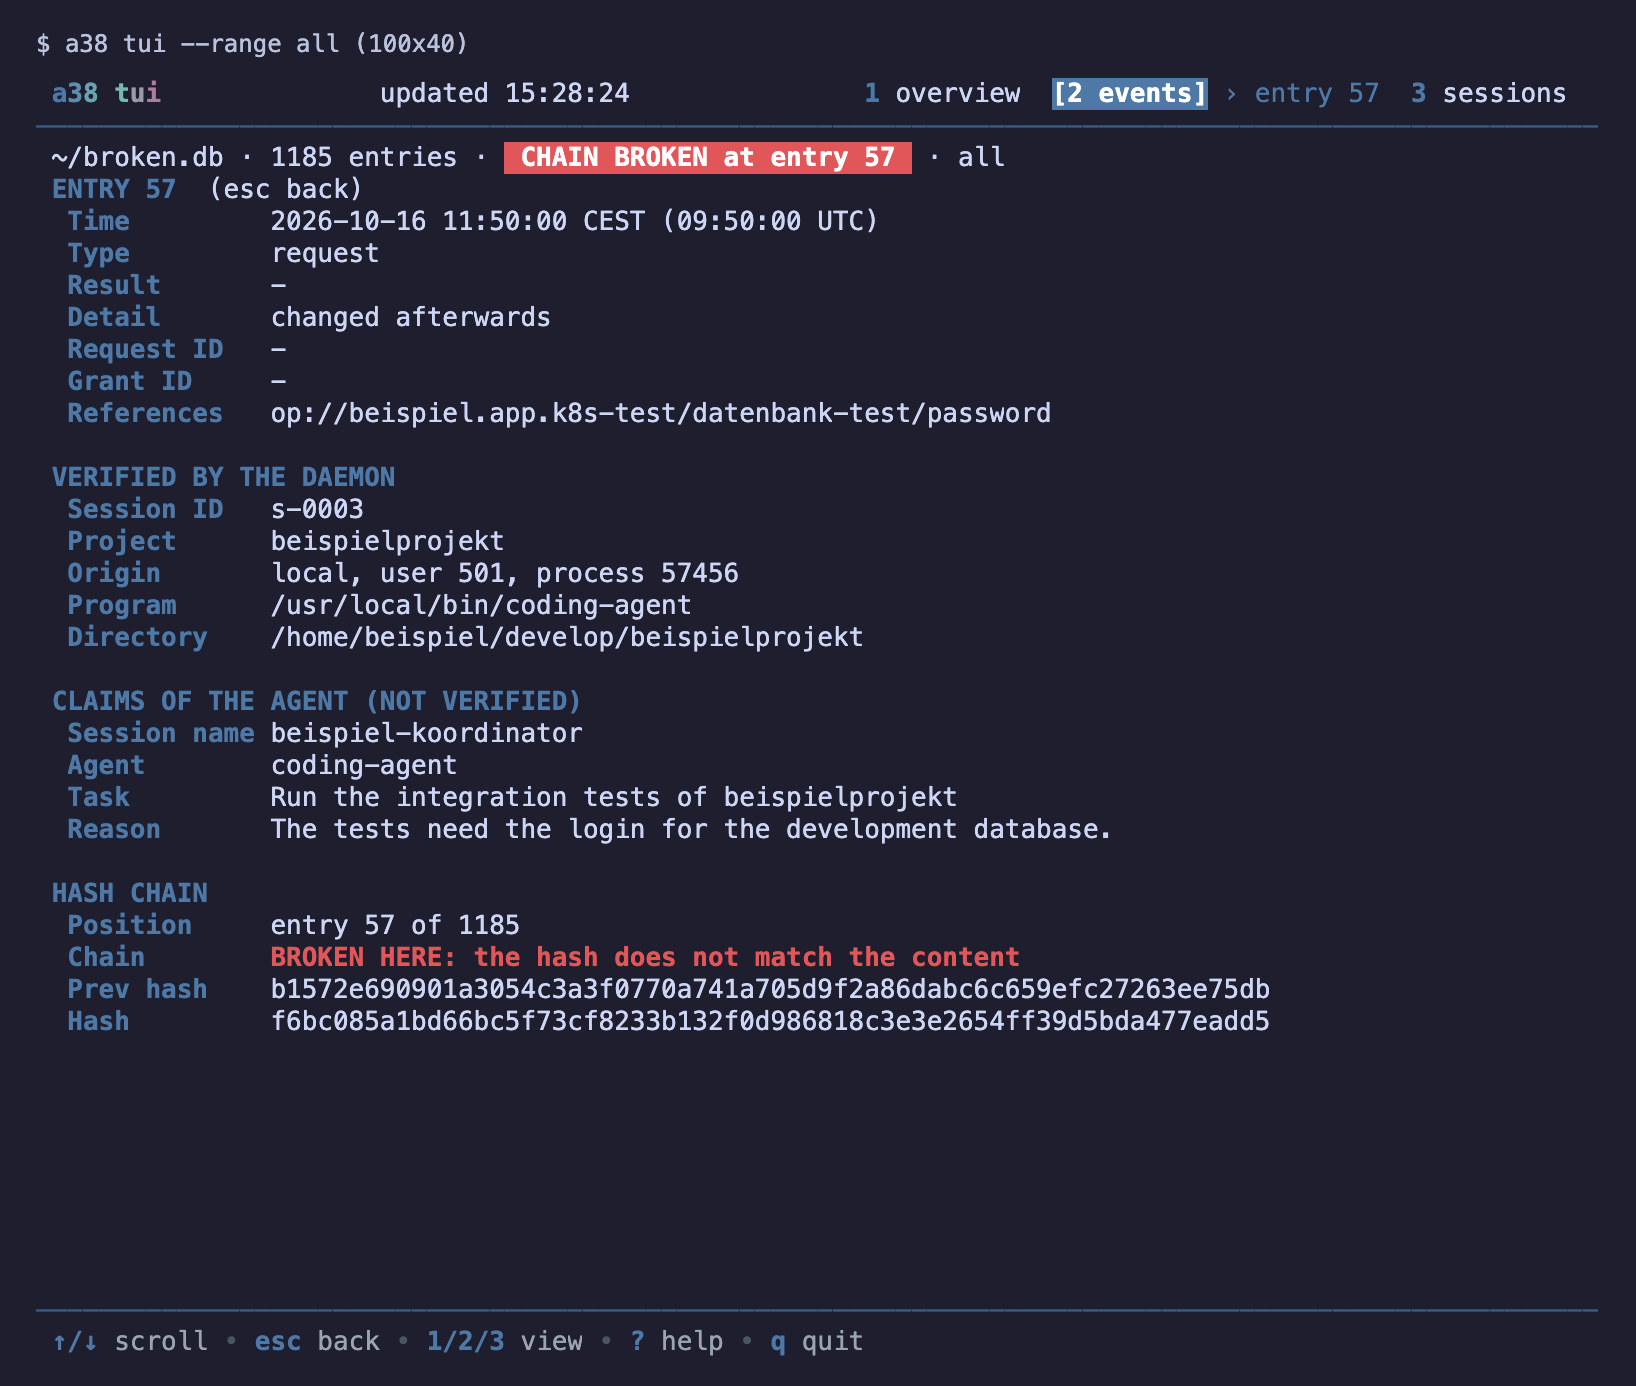 $ a38 tui --range all (100x40)
a38 tui updated 15:28:24 1 overview [2 events] › entry 57 3 sessions
~/broken.db · 1185 entries · CHAIN BROKEN at entry 57 · all
ENTRY 57 (esc back)
Time 2026-10-16 11:50:00 CEST (09:50:00 UTC)
Type request
Result –
Detail changed afterwards
Request ID –
Grant ID –
References op://beispiel.app.k8s-test/datenbank-test/password
VERIFIED BY THE DAEMON
Session ID s-0003
Project beispielprojekt
Origin local, user 501, process 57456
Program /usr/local/bin/coding-agent
Directory /home/beispiel/develop/beispielprojekt
CLAIMS OF THE AGENT (NOT VERIFIED)
Session name beispiel-koordinator
Agent coding-agent
Task Run the integration tests of beispielprojekt
Reason The tests need the login for the development database.
HASH CHAIN
Position entry 57 of 1185
Chain BROKEN HERE: the hash does not match the content
Prev hash b1572e690901a3054c3a3f0770a741a705d9f2a86dabc6c659efc27263ee75db
Hash f6bc085a1bd66bc5f73cf8233b132f0d986818c3e3e2654ff39d5bda477eadd5
↑/↓ scroll • esc back • 1/2/3 view • ? help • q quit